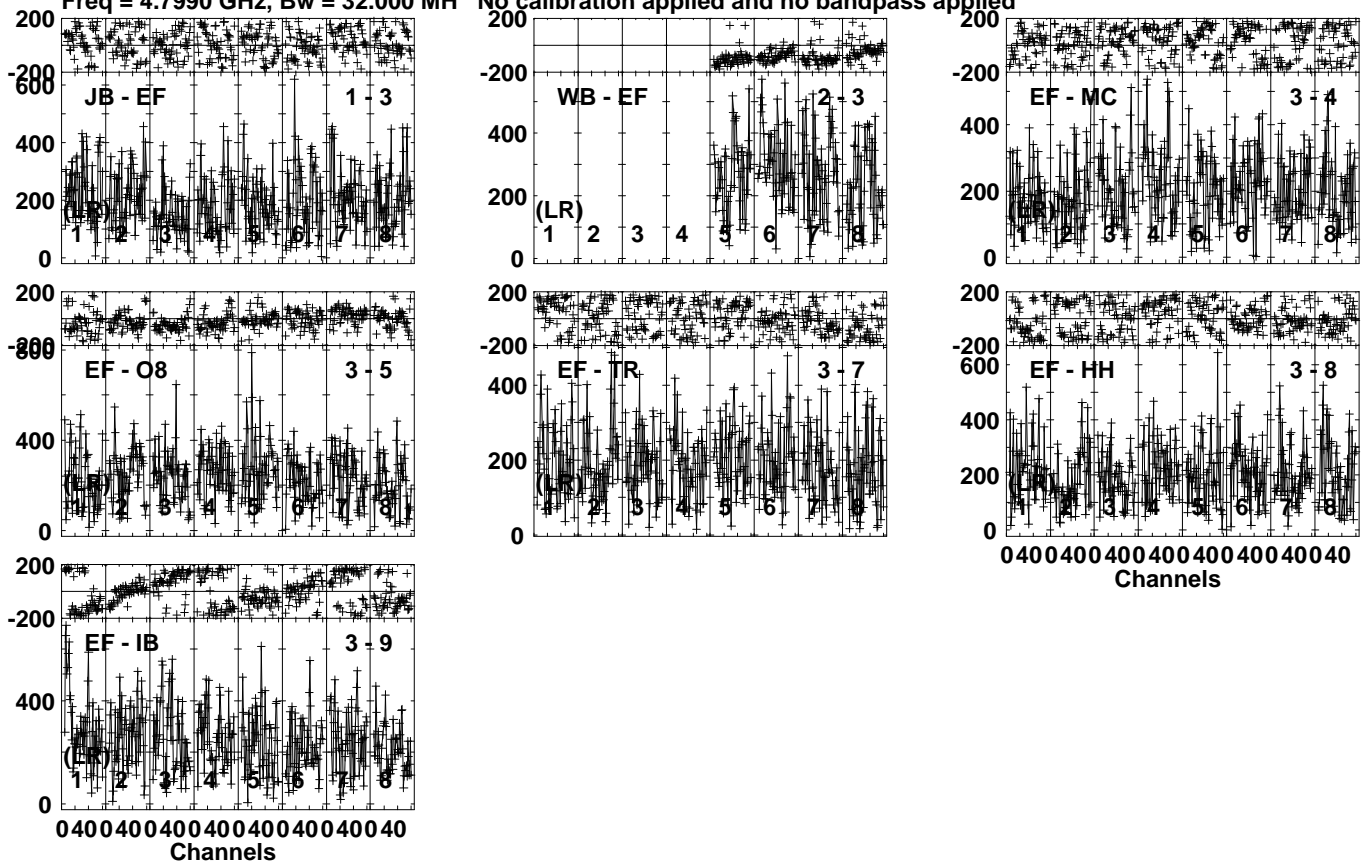 Freq = 4.7990 GHz, Bw = 32.000 MH No calibration applied and no bandpass applied
200
-200
600
400
200
0
JB - EF 1 - 3
(LR)
1 2 3 4 5 6 7 8
200
-200
400
200
0
WB - EF 2 - 3
(LR)
1 2 3 4 5 6 7 8
200
-200
400
200
0
EF - MC 3 - 4
(LR)
1 2 3 4 5 6 7 8
200
-200
800
400
0
EF - O8 3 - 5
(LR)
1 2 3 4 5 6 7 8
200
-200
400
200
0
EF - TR 3 - 7
(LR)
1 2 3 4 5 6 7 8
200
-200
600
400
200
0
EF - HH 3 - 8
(LR)
1 2 3 4 5 6 7 8
0 40 0 40 0 40 0 40 0 40 0 40 0 40 0 40
Channels
200
-200
400
0
EF - IB 3 - 9
(LR)
1 2 3 4 5 6 7 8
0 40 0 40 0 40 0 40 0 40 0 40 0 40 0 40
Channels